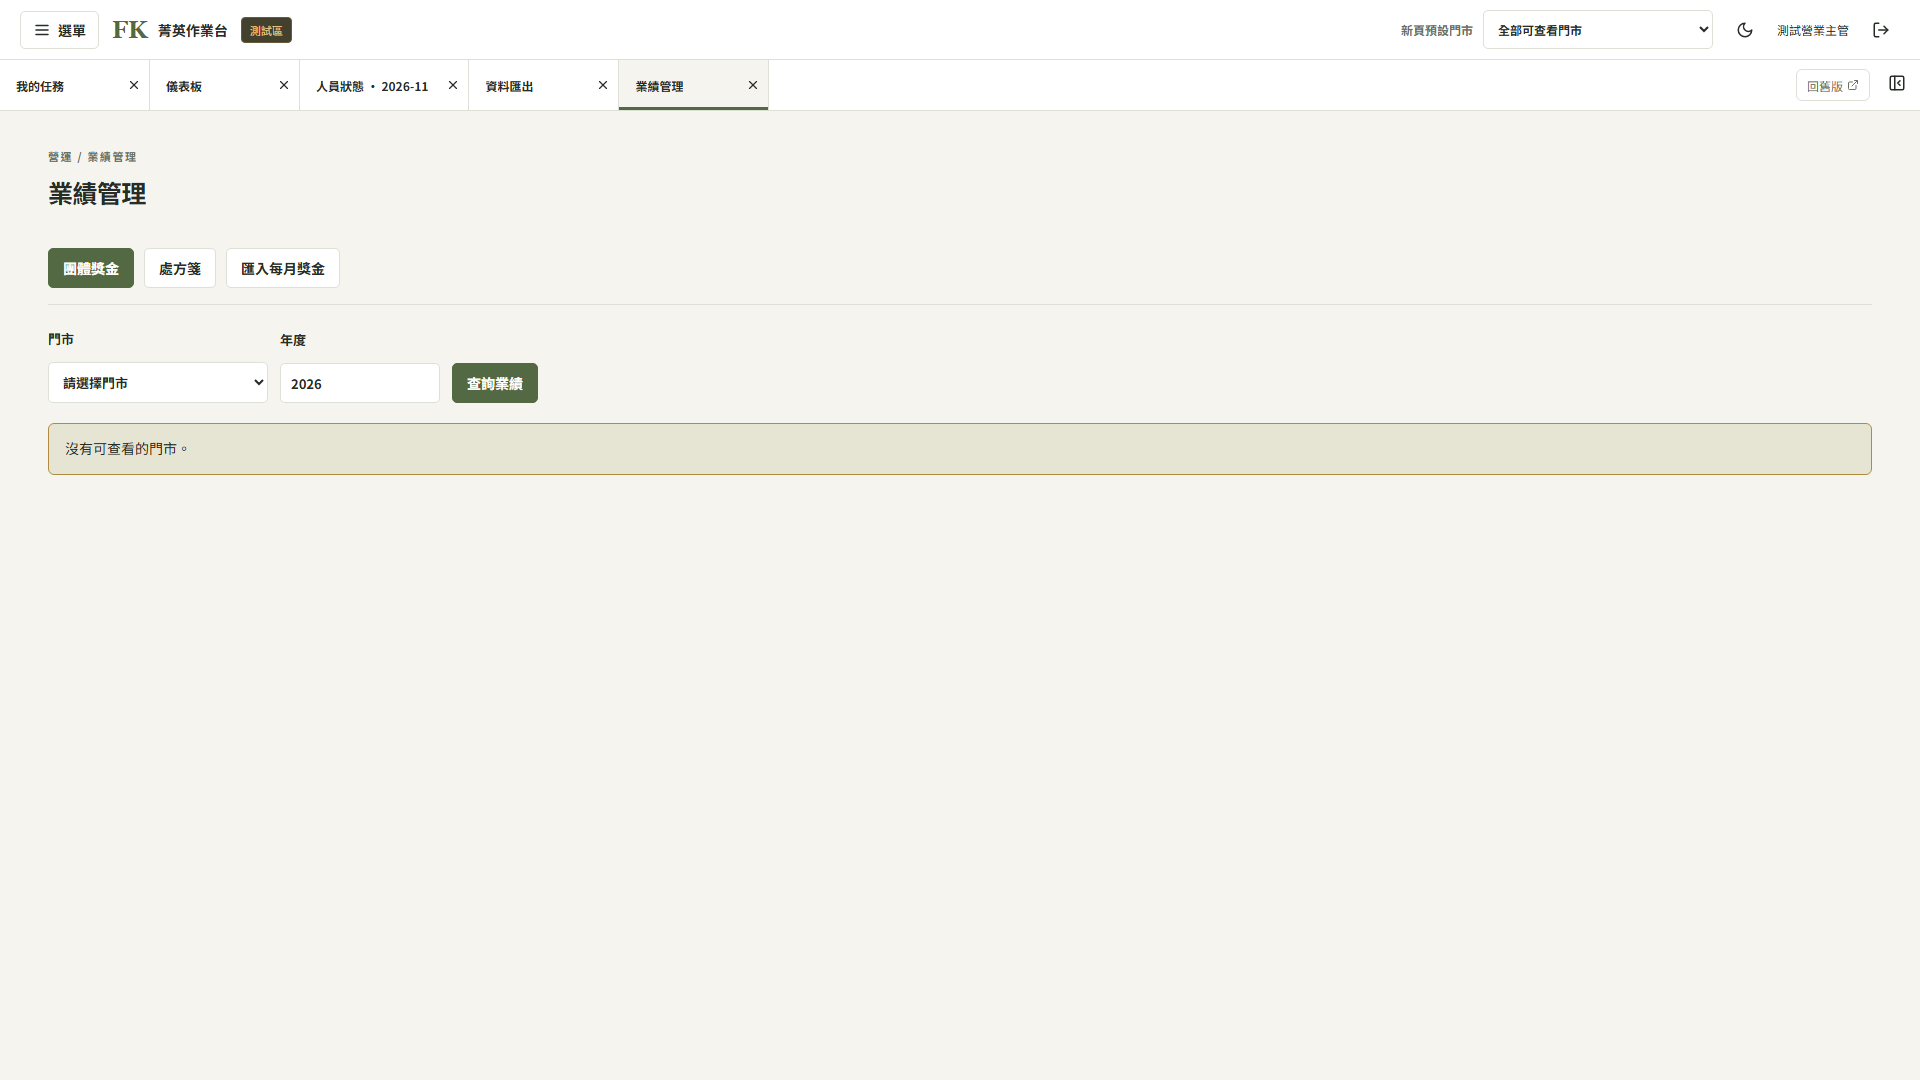 選單
FK 菁英作業台 測試區
新頁預設門市 全部可查看門市 測試營業主管
我的任務 儀表板 人員狀態 • 2026-11 資料匯出 業績管理 回舊版
營運 / 業績管理
業績管理
團體獎金 處方箋 匯入每月獎金
門市 年度
請選擇門市 2026 查詢業績
沒有可查看的門市。